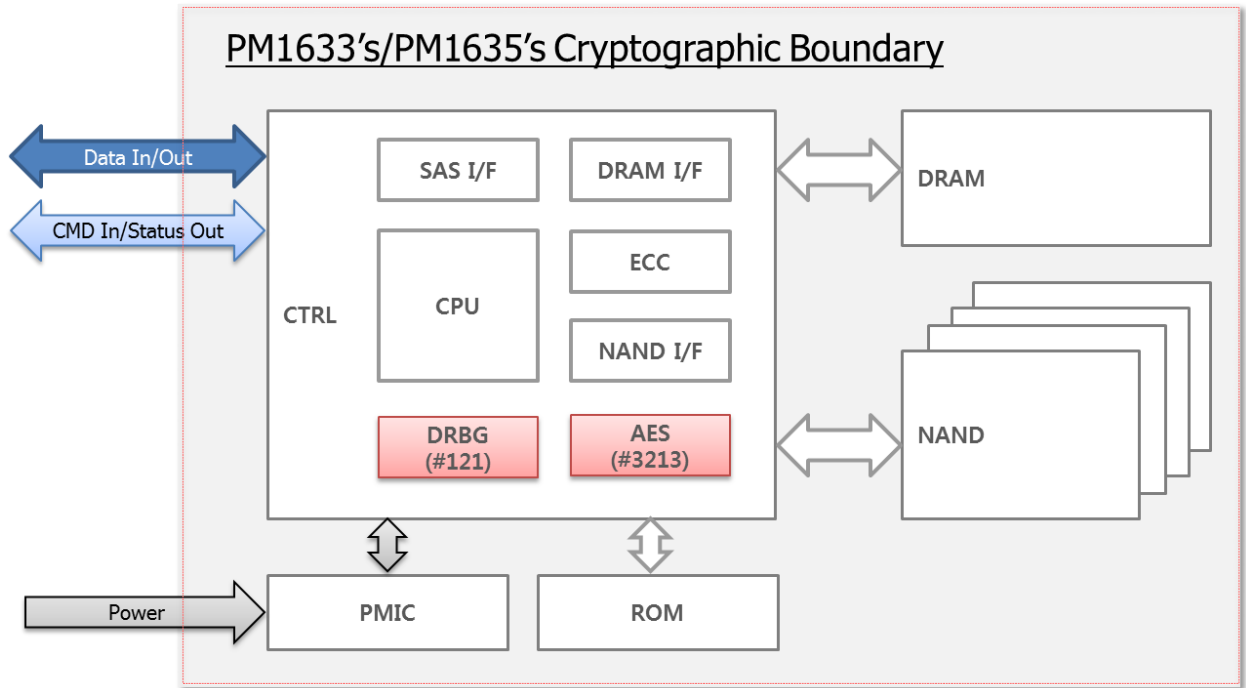 PM1633's/PM1635's Cryptographic Boundary
Data In/Out
CMD In/Status Out
Power
CTRL
SAS I/F
DRAM I/F
CPU
ECC
NAND I/F
DRBG
(#121)
AES
(#3213)
DRAM
NAND
PMIC
ROM